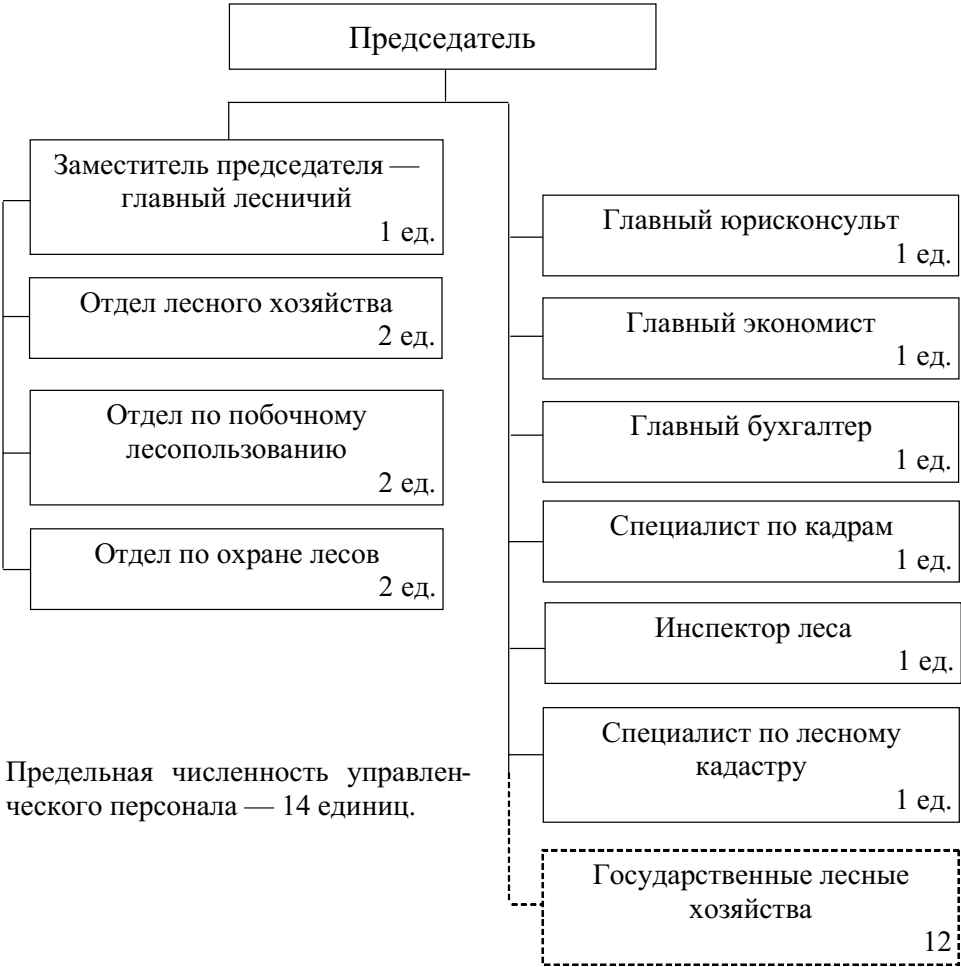 Председатель
Заместитель председателя —
главный лесничий
1 ед.
Отдел лесного хозяйства
2 ед.
Отдел по побочному
лесопользованию
2 ед.
Отдел по охране лесов
2 ед.
Главный юрисконсульт
1 ед.
Главный экономист
1 ед.
Главный бухгалтер
1 ед.
Специалист по кадрам
1 ед.
Инспектор леса
1 ед.
Специалист по лесному
кадастру
1 ед.
Государственные лесные
хозяйства
12
Предельная численность управлен-
ческого персонала — 14 единиц.